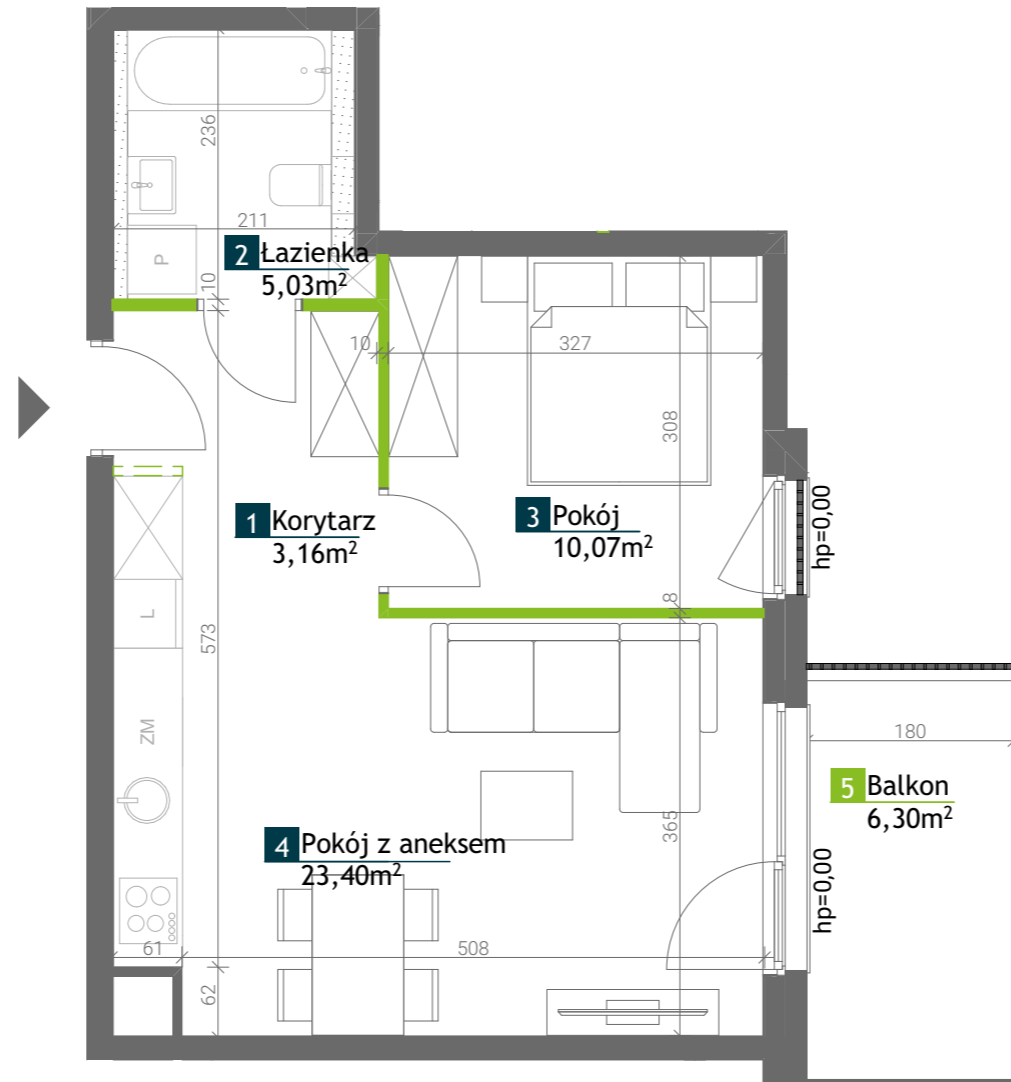 236
211
P
2 Łazienka
5,03m²
10
10
327
308
1 Korytarz
3,16m²
3 Pokój
10,07m²
hp=0,00
L
573
8
ZM
180
5 Balkon
6,30m²
365
4 Pokój z aneksem
23,40m²
hp=0,00
61
508
62